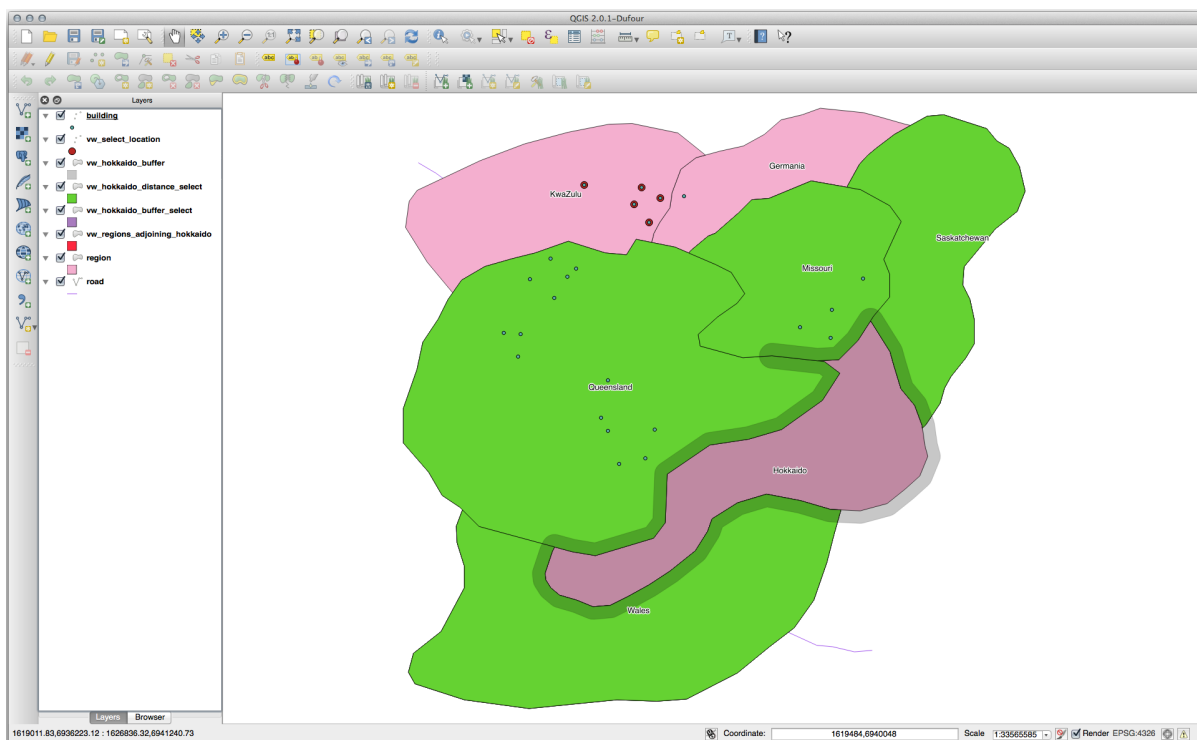 QGIS 2.0.1-Dufour
Layers
building
vw_select_location
vw_hokkaido_buffer
vw_hokkaido_distance_select
vw_hokkaido_buffer_select
vw_regions_adjoining_hokkaido
region
road
Germania
KwaZulu
Saskatchewan
Missouri
Queensland
Hokkaido
Wales
Layers
Browser
1619011.83,6936223.12 : 1626836.32,6941240.73
Coordinate:
1619484,6940048
Scale
1:33565585
Render
EPSG:4326